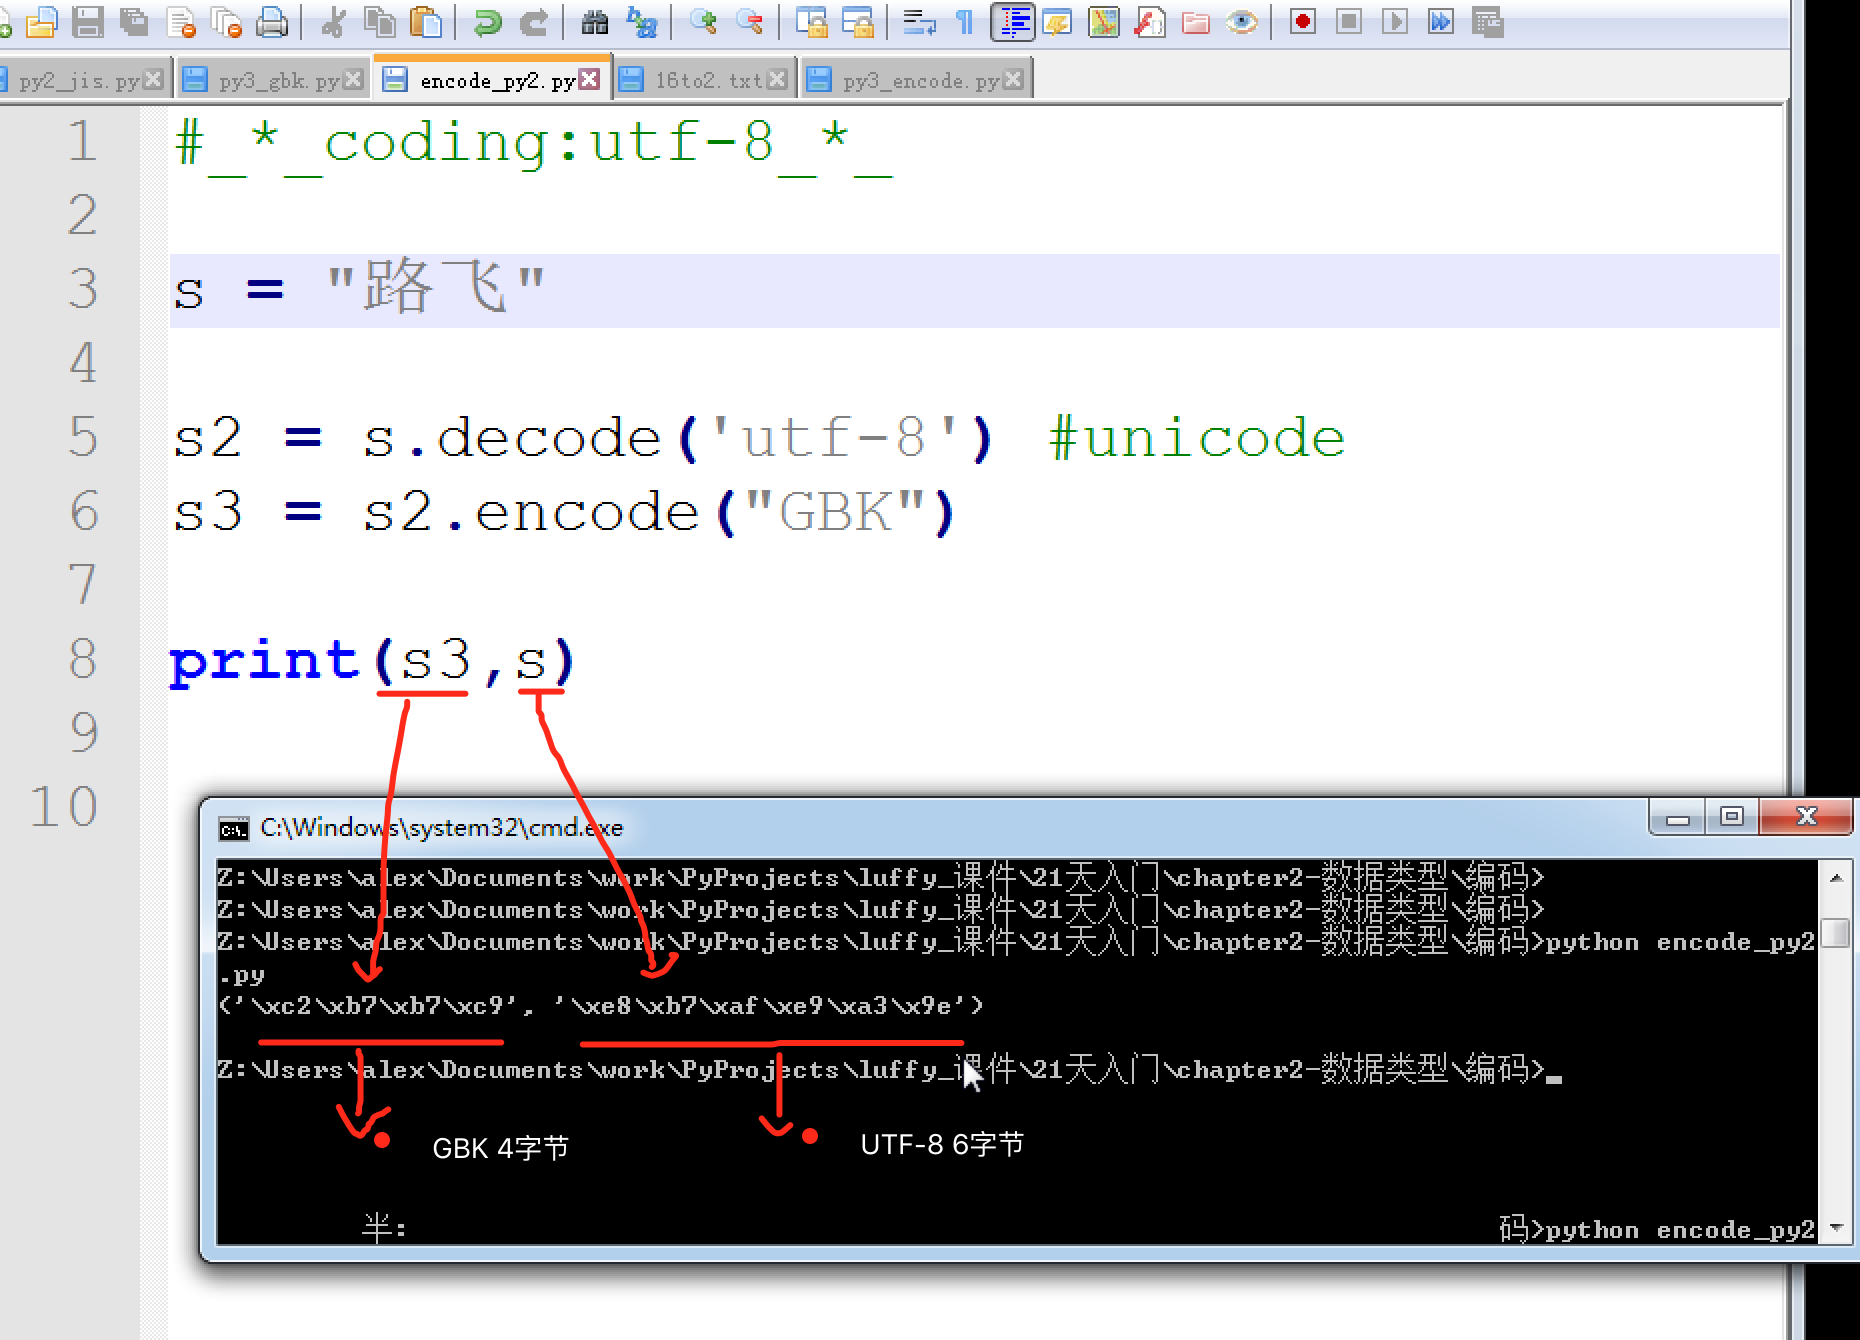 py2_jis.py
py3_gbk.py
encode_py2.py
16to2.txt
py3_encode.py
1 #_*_coding:utf-8_*_
2
3 s = "路飞"
4
5 s2 = s.decode('utf-8') #unicode
6 s3 = s2.encode("GBK")
7
8 print(s3,s)
9
10
C:\Windows\system32\cmd.exe
Z:\Users\alex\Documents\work\PyProjects\luffy_课件\21天入门\chapter2-数据类型\编码>
Z:\Users\alex\Documents\work\PyProjects\luffy_课件\21天入门\chapter2-数据类型\编码>
Z:\Users\alex\Documents\work\PyProjects\luffy_课件\21天入门\chapter2-数据类型\编码>python encode_py2
.py
('\xc2\xb7\xb7\xc9', '\xe8\xb7\xaf\xe9\xa3\x9e')
Z:\Users\alex\Documents\work\PyProjects\luffy_课件\21天入门\chapter2-数据类型\编码>_
GBK 4字节
UTF-8 6字节
半:
码>python encode_py2